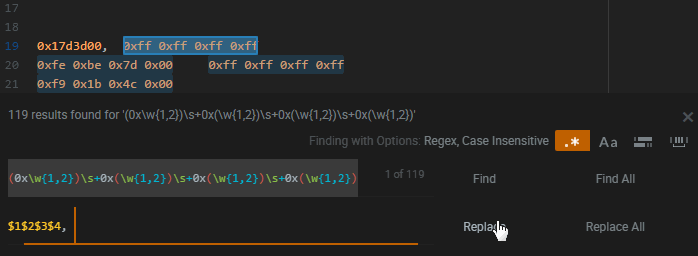 17
18
19 0x17d3d00, 0xff 0xff 0xff 0xff
20 0xfe 0xbe 0x7d 0x00 0xff 0xff 0xff 0xff
21 0xf9 0x1b 0x4c 0x00
119 results found for '(0x\w{1,2})\s+0x(\w{1,2})\s+0x(\w{1,2})\s+0x(\w{1,2})'
Finding with Options: Regex, Case Insensitive .* Aa
(0x\w{1,2})\s+0x(\w{1,2})\s+0x(\w{1,2})\s+0x(\w{1,2}) 1 of 119 Find Find All
$1$2$3$4, Replace Replace All